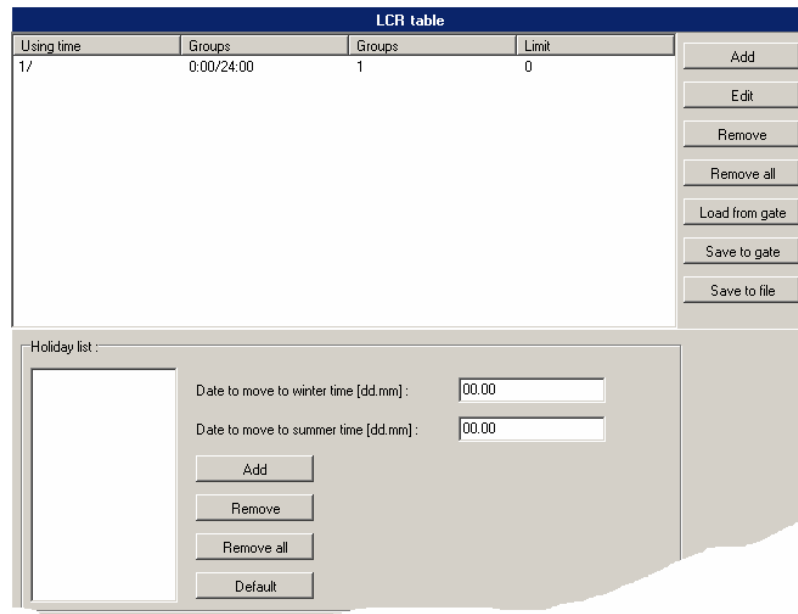 LCR table
Using time Groups Groups Limit
1/ 0:00/24:00 1 0
Add
Edit
Remove
Remove all
Load from gate
Save to gate
Save to file
Holiday list :
Date to move to winter time [dd.mm] : 00.00
Date to move to summer time [dd.mm] : 00.00
Add
Remove
Remove all
Default